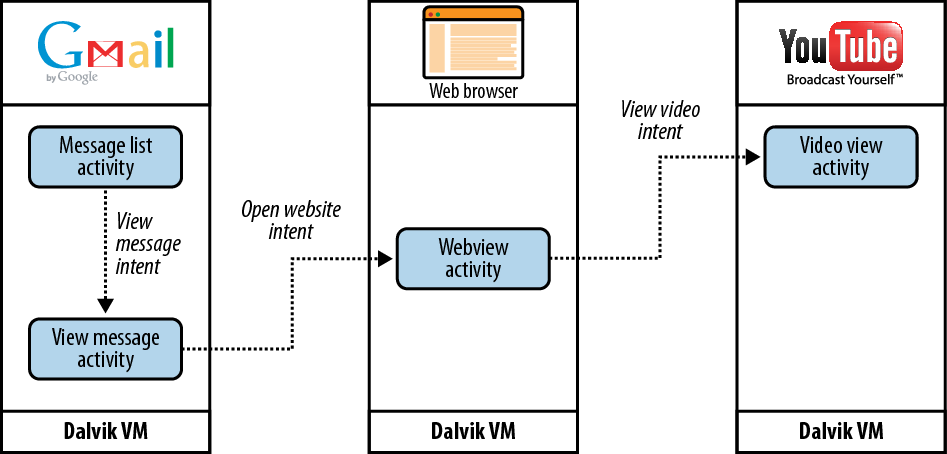 Gmail
by Google
Message list
activity
View
message
intent
View message
activity
Dalvik VM
Open website
intent
Web browser
Webview
activity
Dalvik VM
View video
intent
YouTube
Broadcast Yourself™
Video view
activity
Dalvik VM